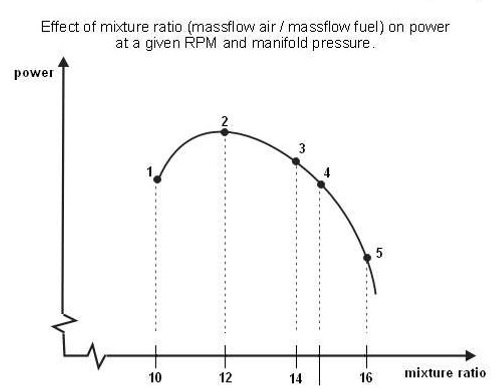 Effect of mixture ratio (massflow air / massflow fuel) on power
at a given RPM and manifold pressure.
power
2
1
3
4
5
10 12 14 16
mixture ratio